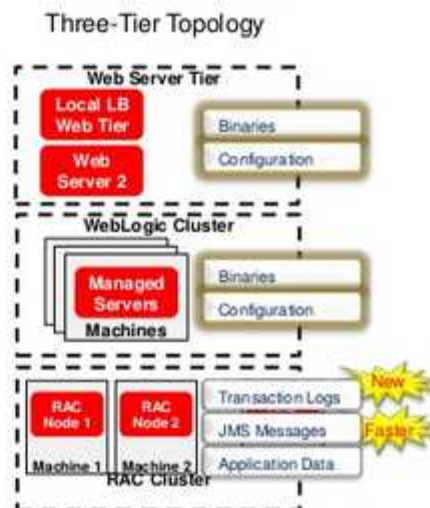 Three-Tier Topology
Web Server Tier
Local LB
Web Tier
Web
Server 2
Binaries
Configuration
WebLogic Cluster
Managed
Servers
Machines
Binaries
Configuration
RAC
Node 1
Machine 1
RAC
Node 2
Machine 2
Transaction Logs
New
JMS Messages
Faster
Application Data
RAC Cluster